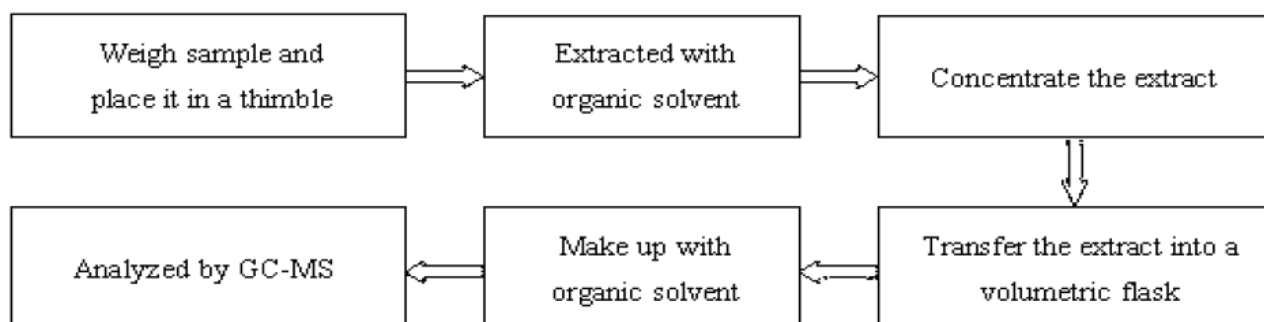 Weigh sample and
place it in a thimble
Extracted with
organic solvent
Concentrate the extract
Transfer the extract into a
volumetric flask
Make up with
organic solvent
Analyzed by GC-MS